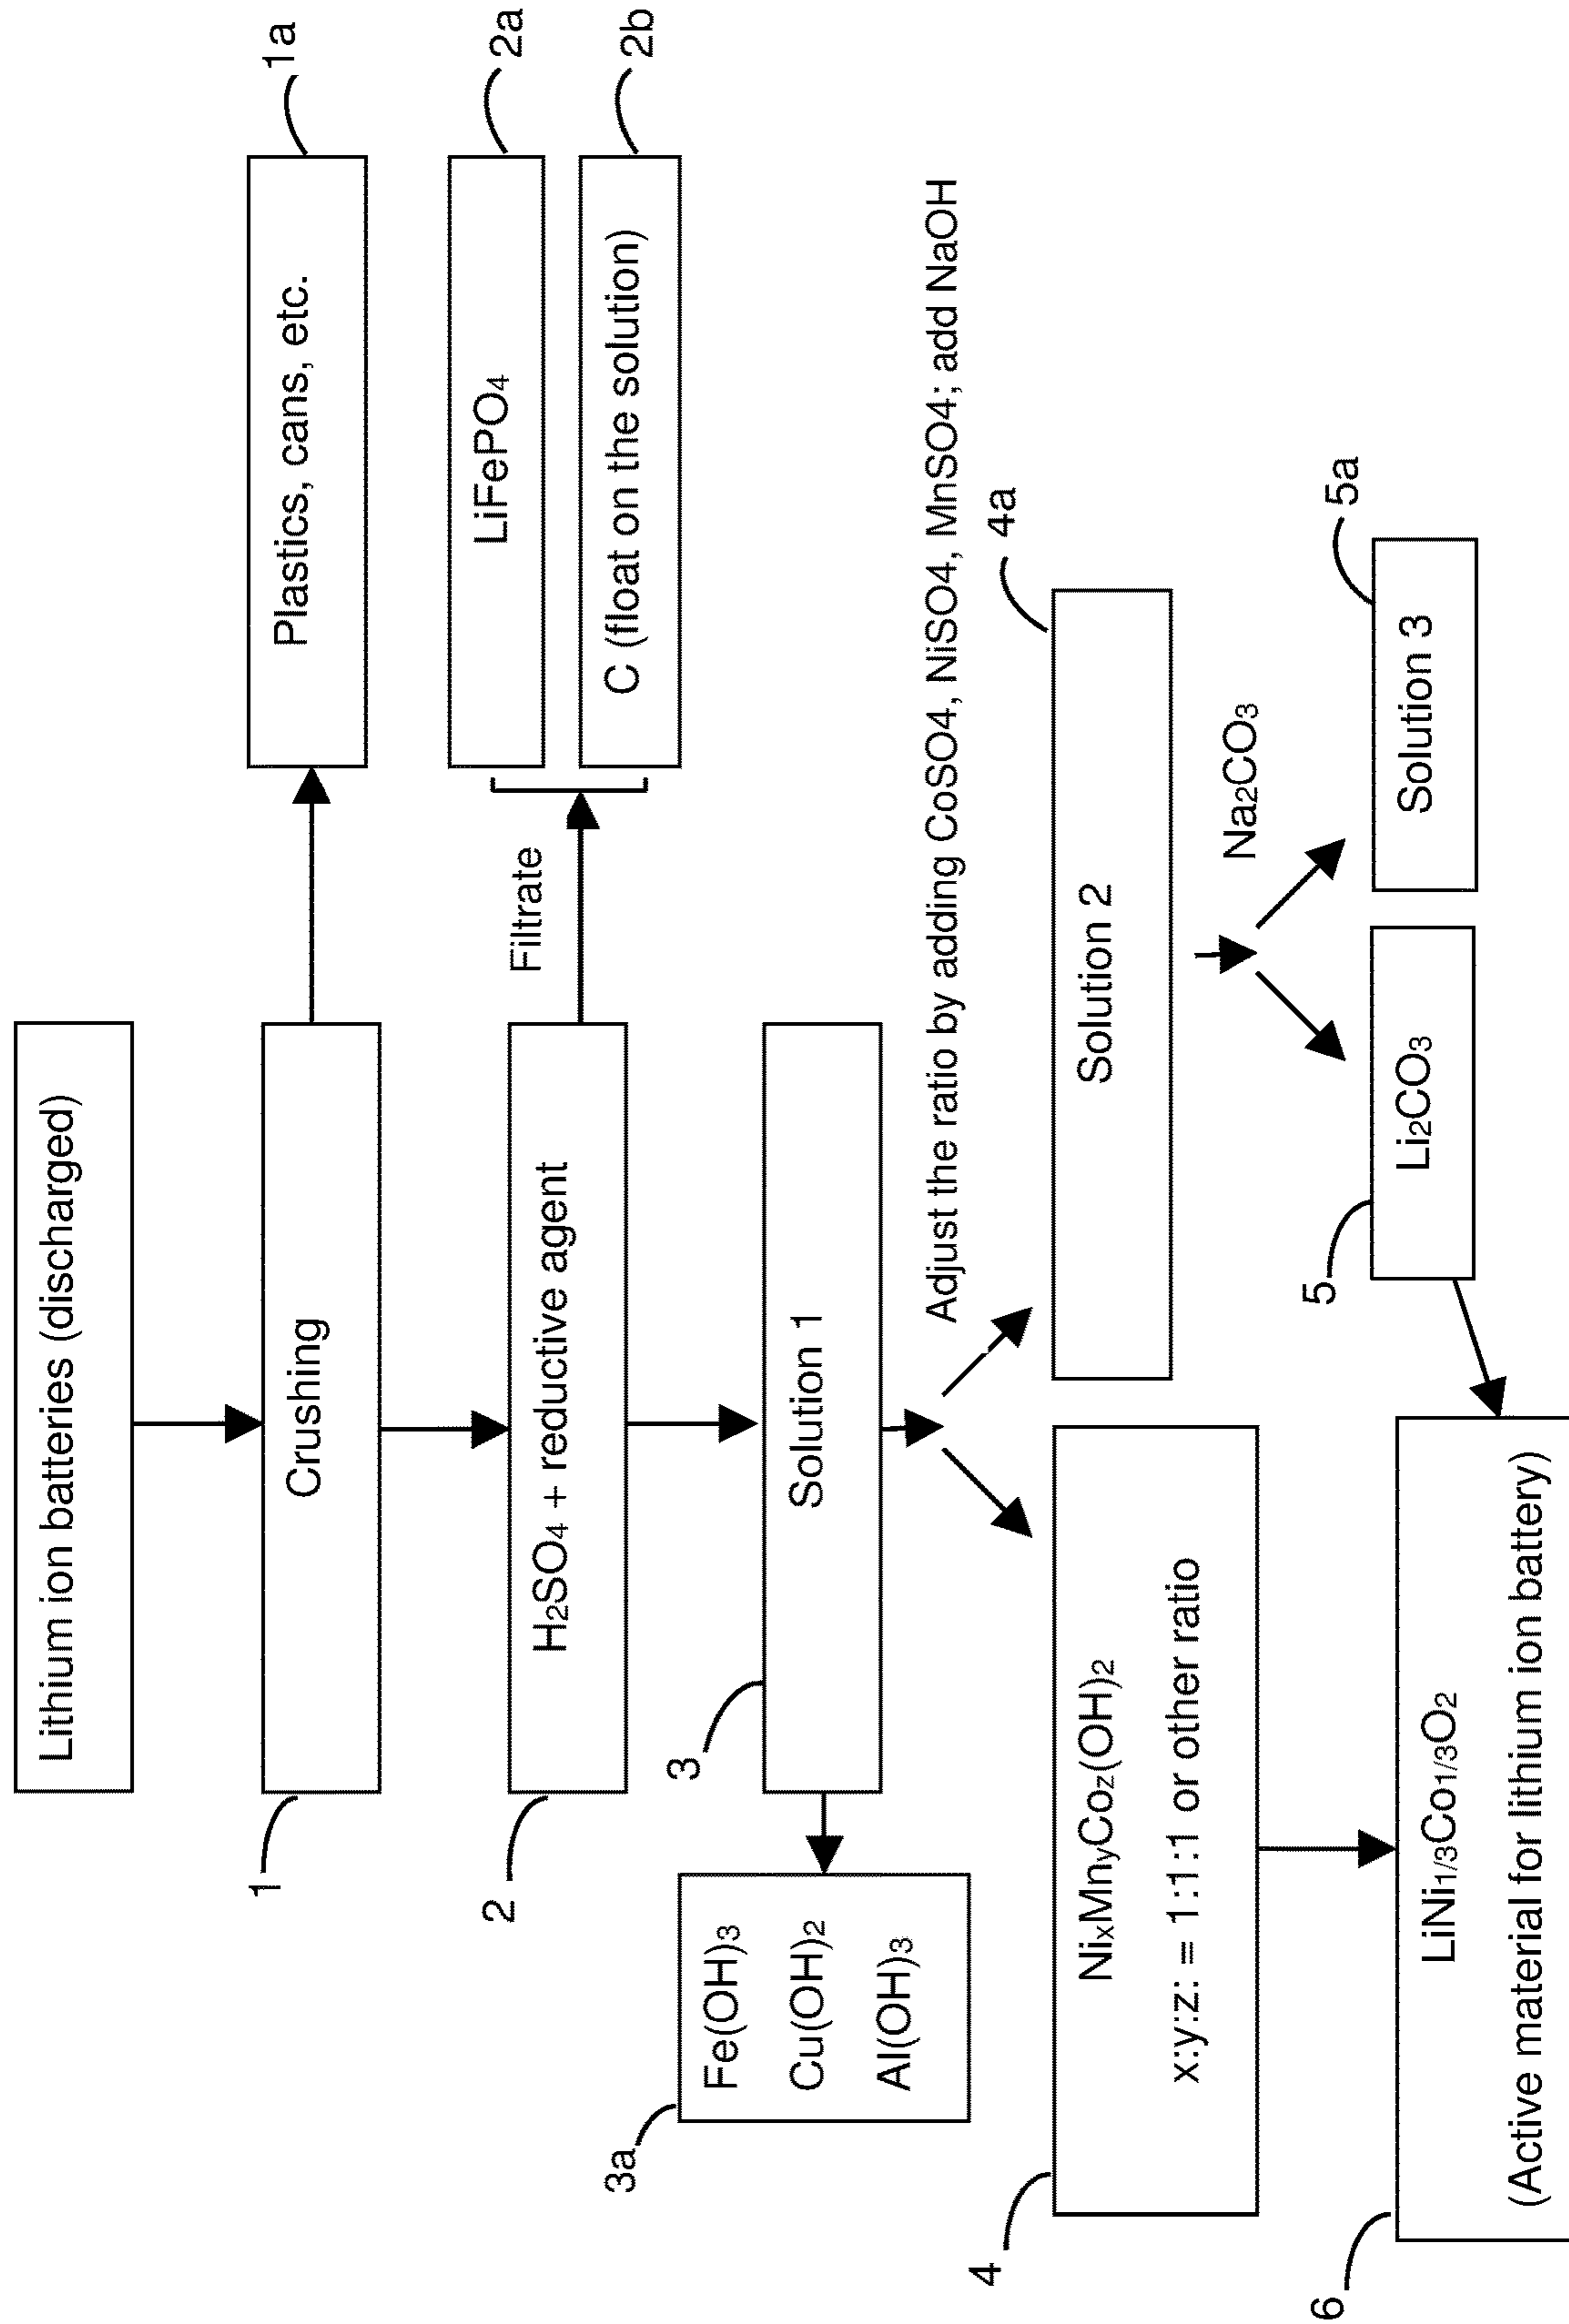 Lithium ion batteries (discharged)
1
Crushing
Plastics, cans, etc.
1a
2
H₂SO₄ + reductive agent
Filtrate
LiFePO₄
2a
C (float on the solution)
2b
3
Solution 1
3a
Fe(OH)₃
Cu(OH)₂
Al(OH)₃
Adjust the ratio by adding CoSO4, NiSO4, MnSO4; add NaOH
4
NiₓMnᵧCo_z(OH)₂
x:y:z: = 1:1:1 or other ratio
Solution 2
4a
Na₂CO₃
5
Li₂CO₃
Solution 3
5a
6
LiNi₁/₃Co₁/₃O₂
(Active material for lithium ion battery)